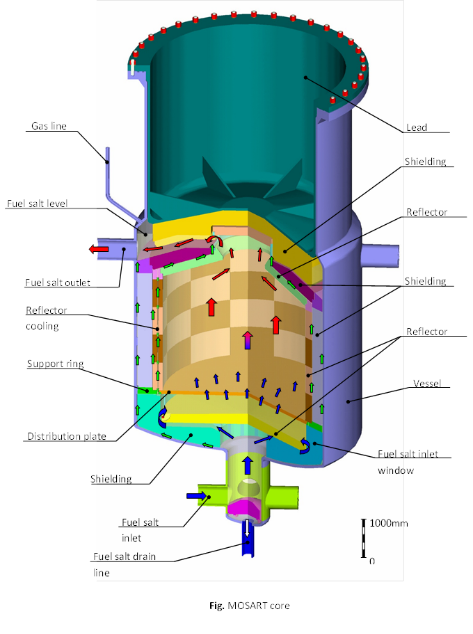 Gas line
Lead
Shielding
Fuel salt level
Reflector
Fuel salt outlet
Shielding
Reflector
cooling
Reflector
Support ring
Vessel
Distribution plate
Fuel salt inlet
window
Shielding
Fuel salt
inlet
1000mm
Fuel salt drain
line
0
Fig. MOSART core